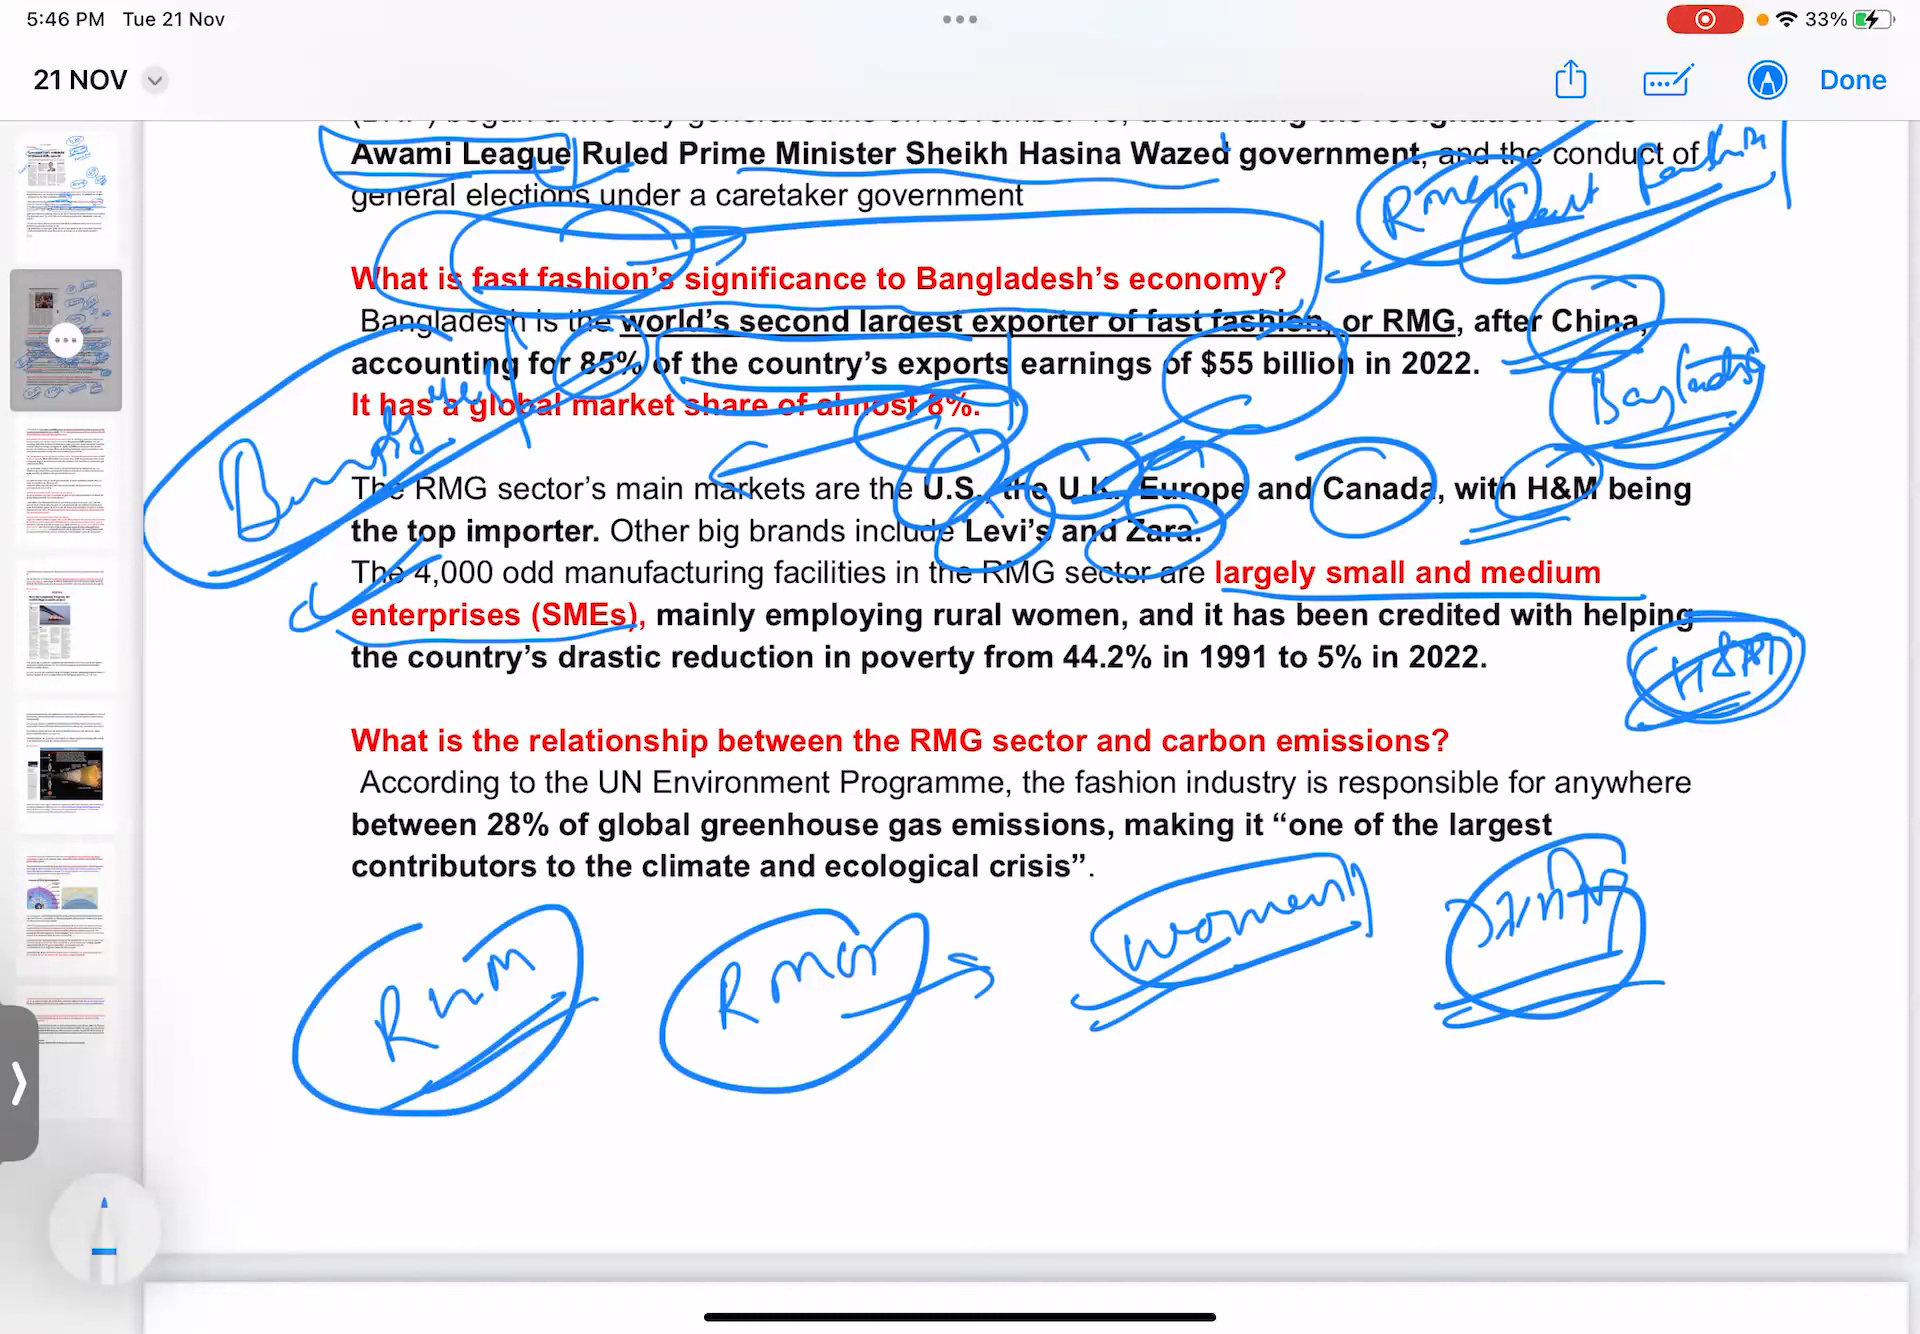 5:46 PM Tue 21 Nov
33%
21 NOV
Done
Awami League Ruled Prime Minister Sheikh Hasina Wazed government, and the conduct of
general elections under a caretaker government
What is fast fashion's significance to Bangladesh's economy?
Bangladesh is the world's second largest exporter of fast fashion, or RMG, after China,
accounting for 85% of the country's exports earnings of $55 billion in 2022.
It has a global market share of almost 8%.
The RMG sector's main markets are the U.S., the U.K. Europe and Canada, with H&M being
the top importer. Other big brands include Levi's and Zara.
The 4,000 odd manufacturing facilities in the RMG sector are largely small and medium
enterprises (SMEs), mainly employing rural women, and it has been credited with helping
the country's drastic reduction in poverty from 44.2% in 1991 to 5% in 2022.
H&M
What is the relationship between the RMG sector and carbon emissions?
According to the UN Environment Programme, the fashion industry is responsible for anywhere
between 28% of global greenhouse gas emissions, making it “one of the largest
contributors to the climate and ecological crisis”.
women